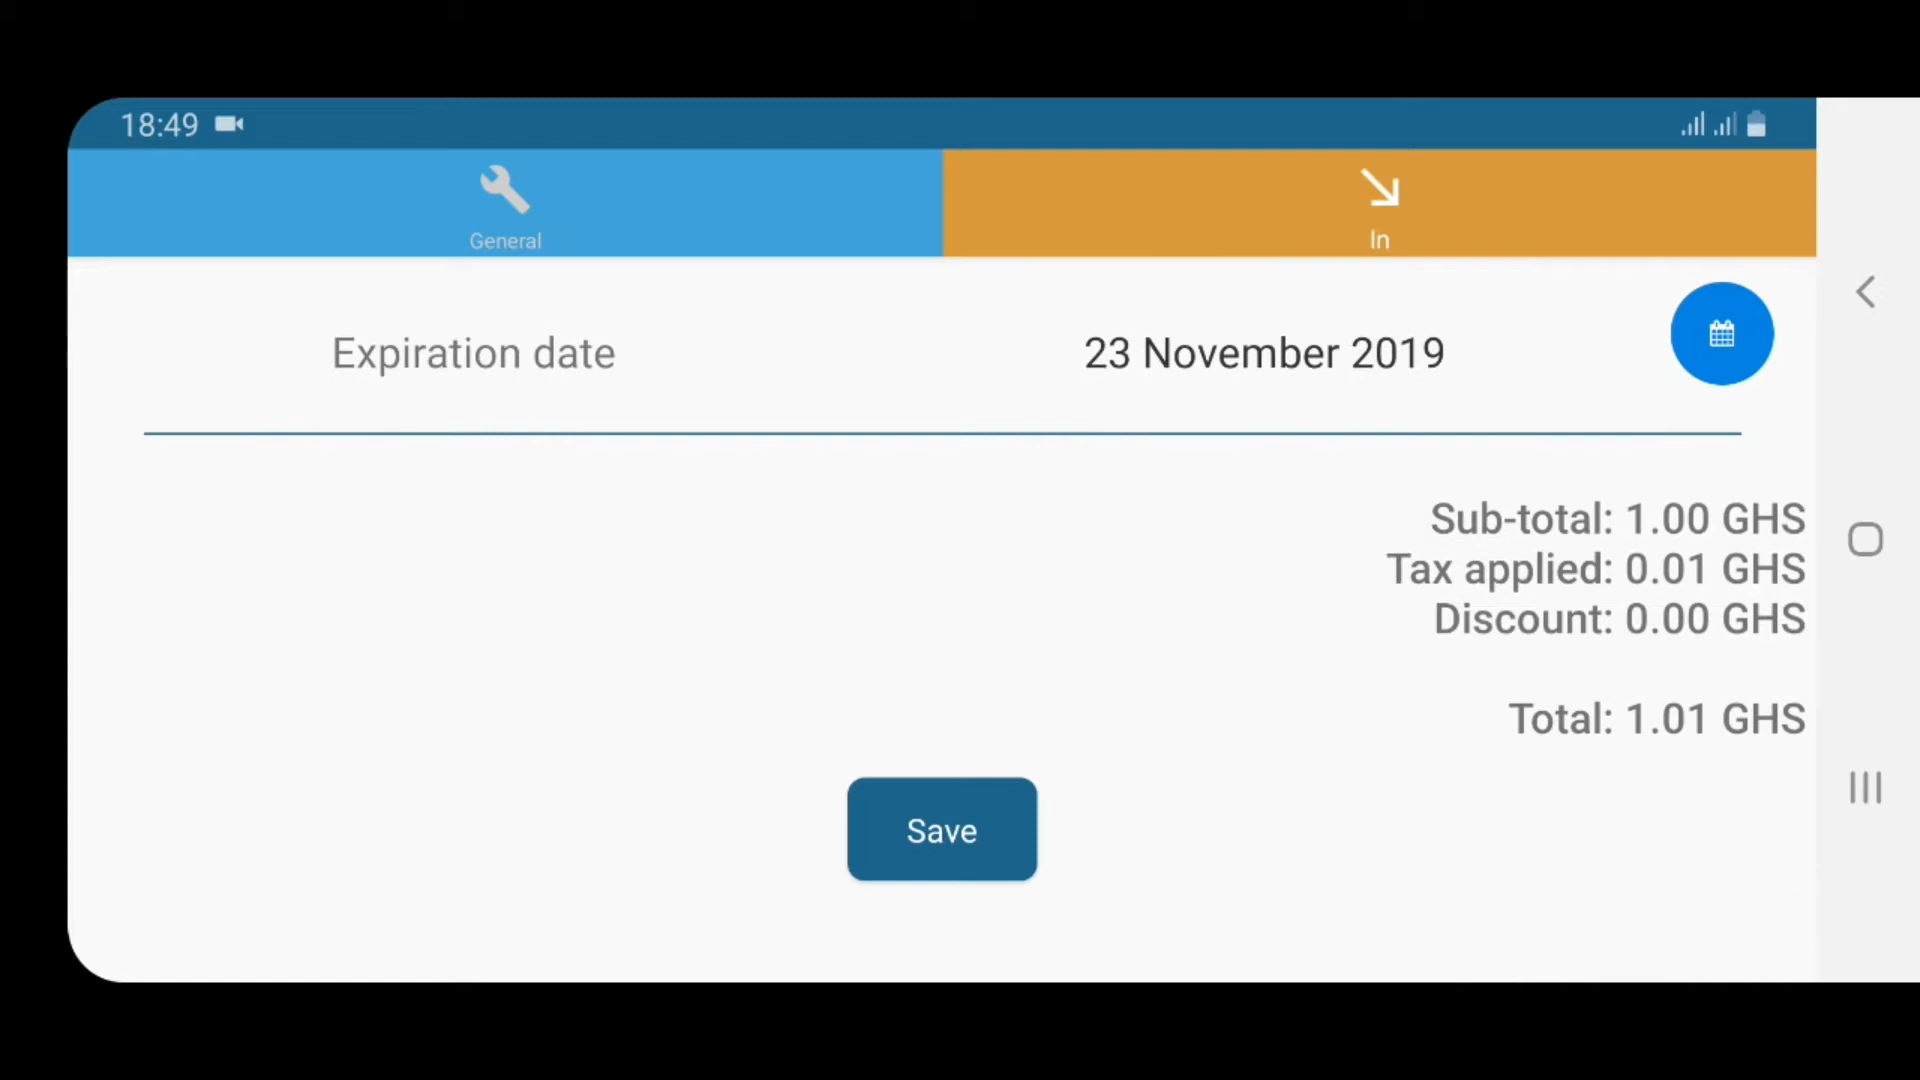 18:49
General
In
Expiration date
23 November 2019
Sub-total: 1.00 GHS
Tax applied: 0.01 GHS
Discount: 0.00 GHS
Total: 1.01 GHS
Save